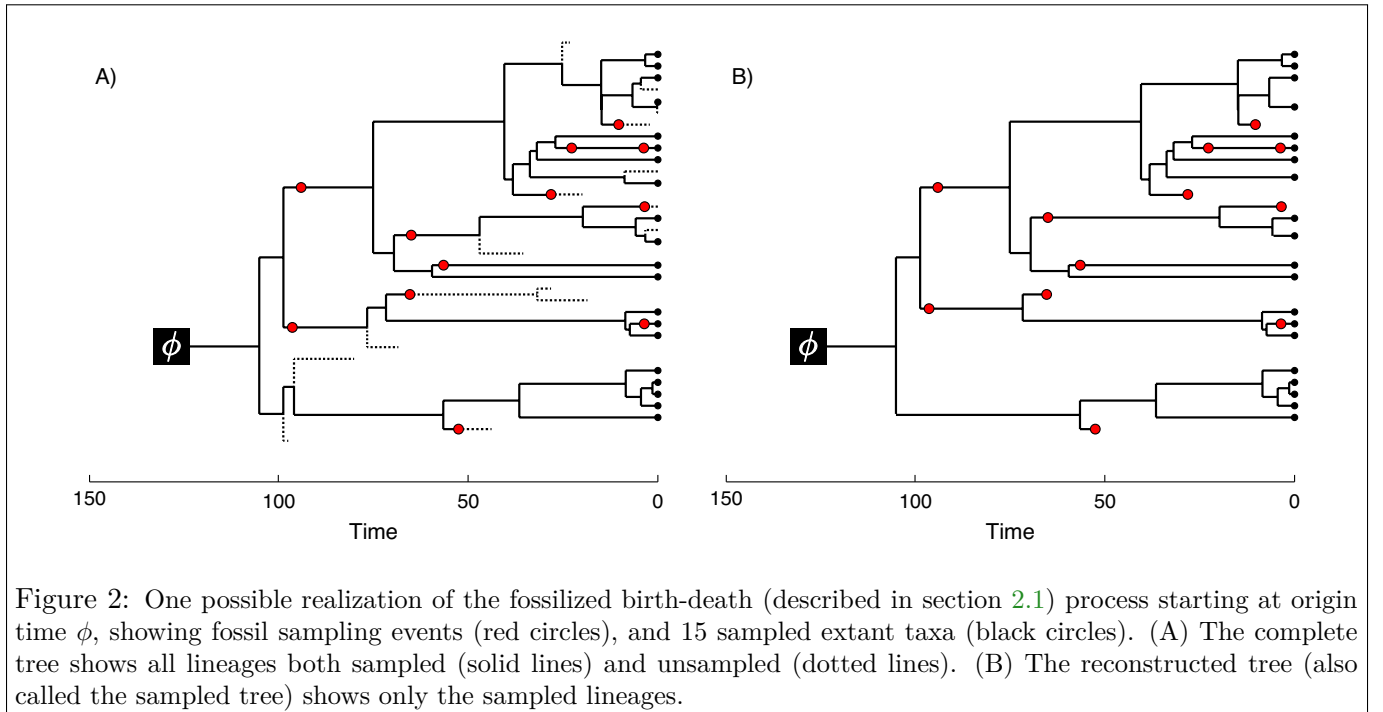 A)
B)
ϕ
ϕ
150 100 50 0
150 100 50 0
Time
Time
Figure 2: One possible realization of the fossilized birth-death (described in section 2.1) process starting at origin
time ϕ, showing fossil sampling events (red circles), and 15 sampled extant taxa (black circles). (A) The complete
tree shows all lineages both sampled (solid lines) and unsampled (dotted lines). (B) The reconstructed tree (also
called the sampled tree) shows only the sampled lineages.